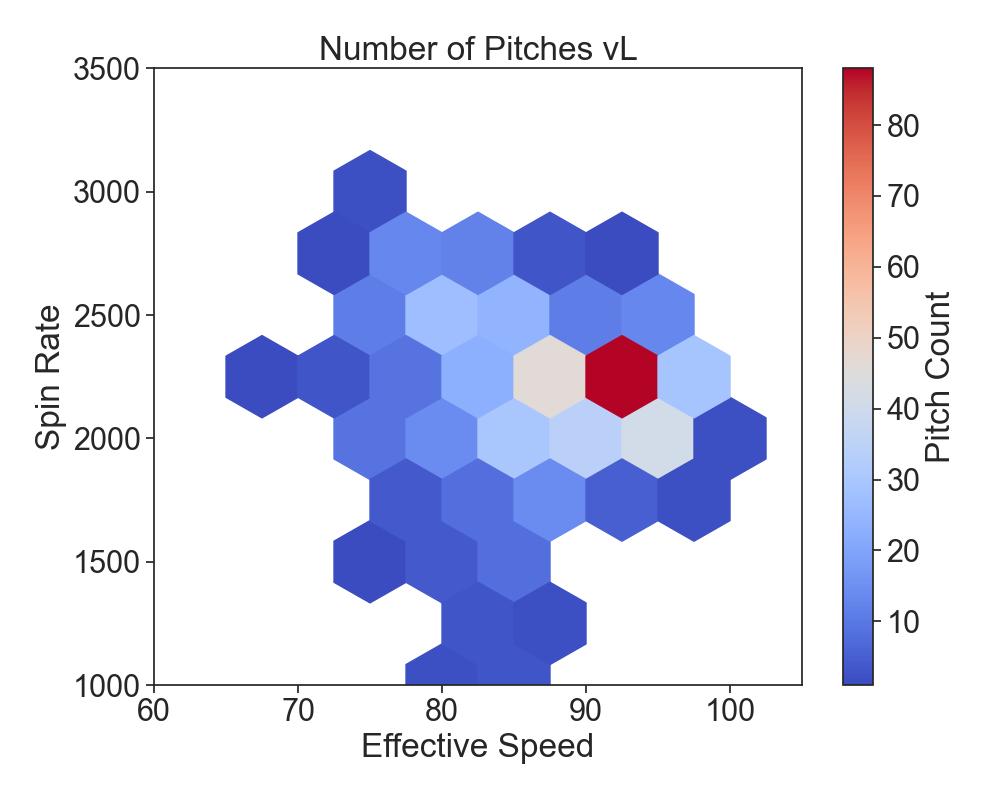 Number of Pitches vL
3500
3000
2500
2000
1500
1000
Spin Rate
60 70 80 90 100
Effective Speed
80
70
60
50
40
30
20
10
Pitch Count